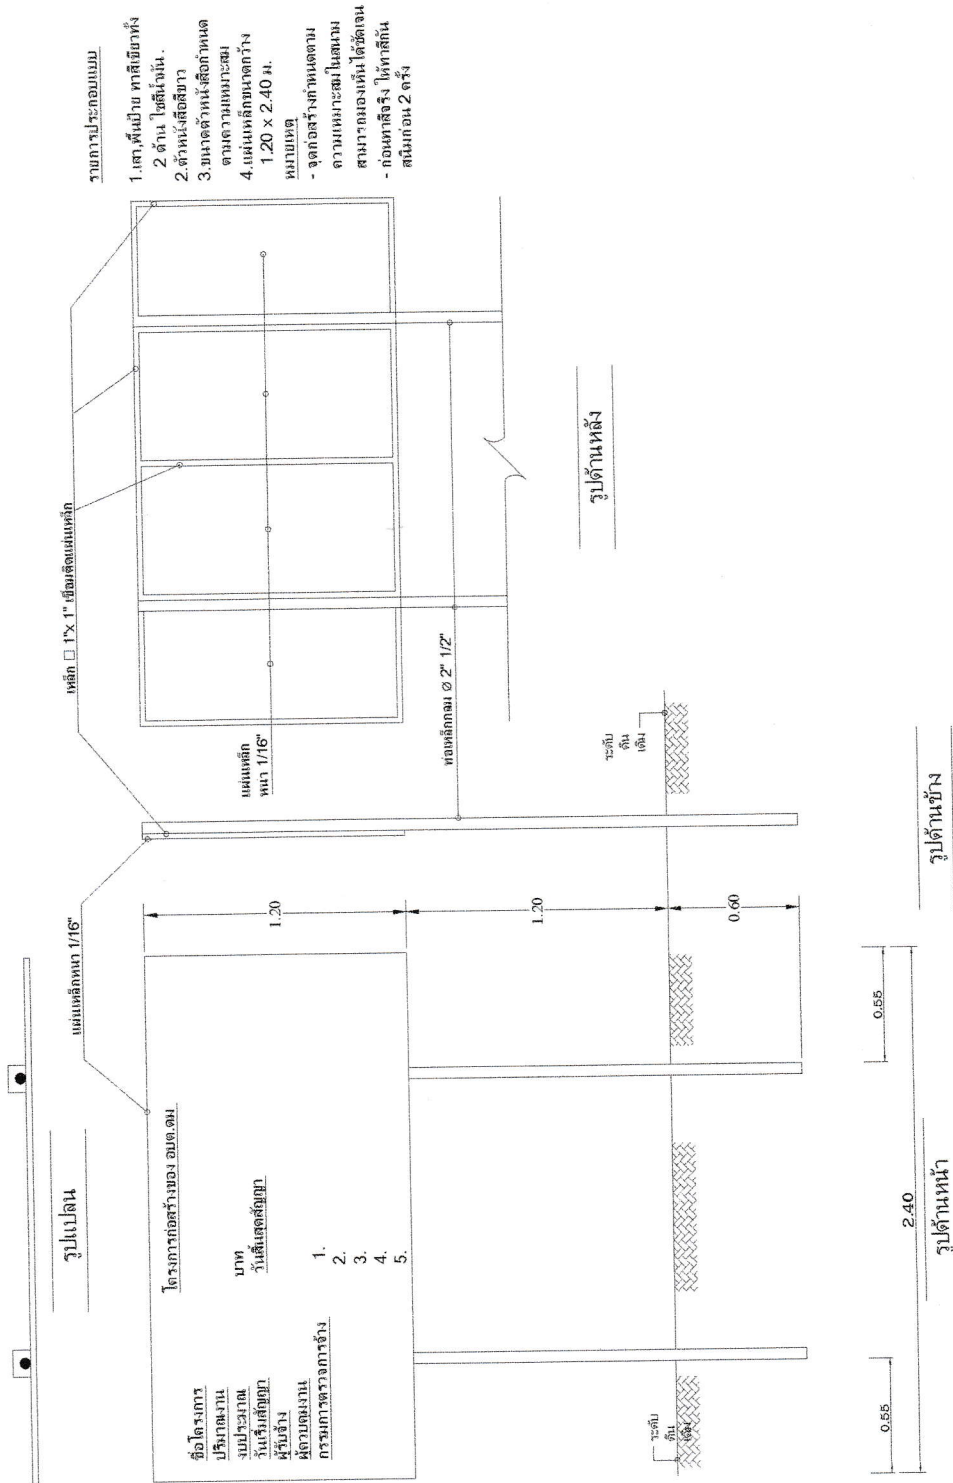 รูปแปลน
แผ่นเหล็กหนา 1/16"
โครงการก่อสร้างของ อบต.ดม
ชื่อโครงการ
ปริมาณงาน
งบประมาณ บาท
วันเริ่มสัญญา วันสิ้นสุดสัญญา
ผู้รับจ้าง
ผู้ควบคุมงาน
กรรมการตรวจการจ้าง 1.
2.
3.
4.
5.
1.20
1.20
0.60
ระดับ
ดิน
เดิม
0.55
0.55
2.40
รูปด้านหน้า
เหล็ก □ 1"x 1" เชื่อมติดแผ่นเหล็ก
แผ่นเหล็ก
หนา 1/16"
ท่อเหล็กกลม Ø 2" 1/2"
ระดับ
ดิน
เดิม
รูปด้านข้าง
รูปด้านหลัง
รายการประกอบแบบ
1.เสา,พื้นป้าย ทาสีเขียวทั้ง
2 ด้าน ใช้สีน้ำมัน .
2.ตัวหนังสือสีขาว
3.ขนาดตัวหนังสือกำหนด
ตามความเหมาะสม
4.แผ่นเหล็กขนาดกว้าง
1.20 x 2.40 ม.
หมายเหตุ
- จุดก่อสร้างกำหนดตาม
ความเหมาะสมในสนาม
สามารถมองเห็นได้ชัดเจน
- ก่อนทาสีจริง ให้ทาสีกัน
สนิมก่อน 2 ครั้ง